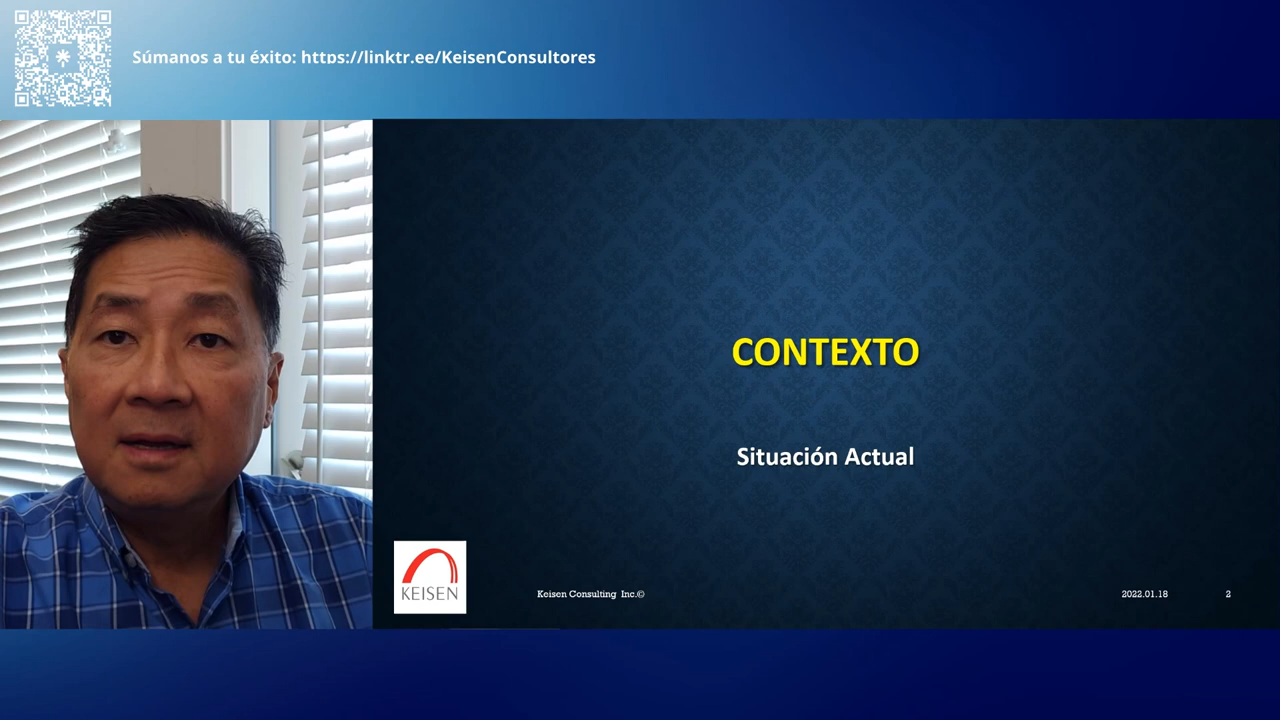 Súmanos a tu éxito: https://linktr.ee/KeisenConsultores
CONTEXTO
Situación Actual
KEISEN
Keisen Consulting Inc.©
2022.01.18
2